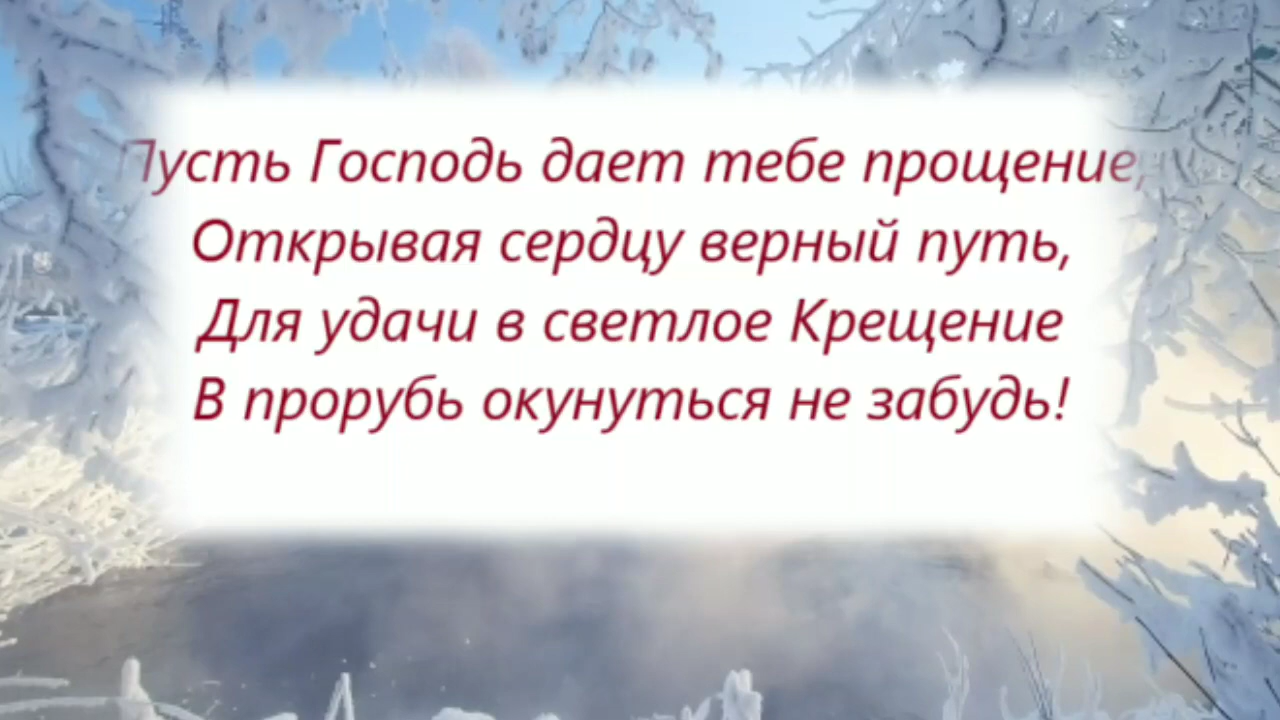 Пусть Господь дает тебе прощение,
Открывая сердцу верный путь,
Для удачи в светлое Крещение
В прорубь окунуться не забудь!